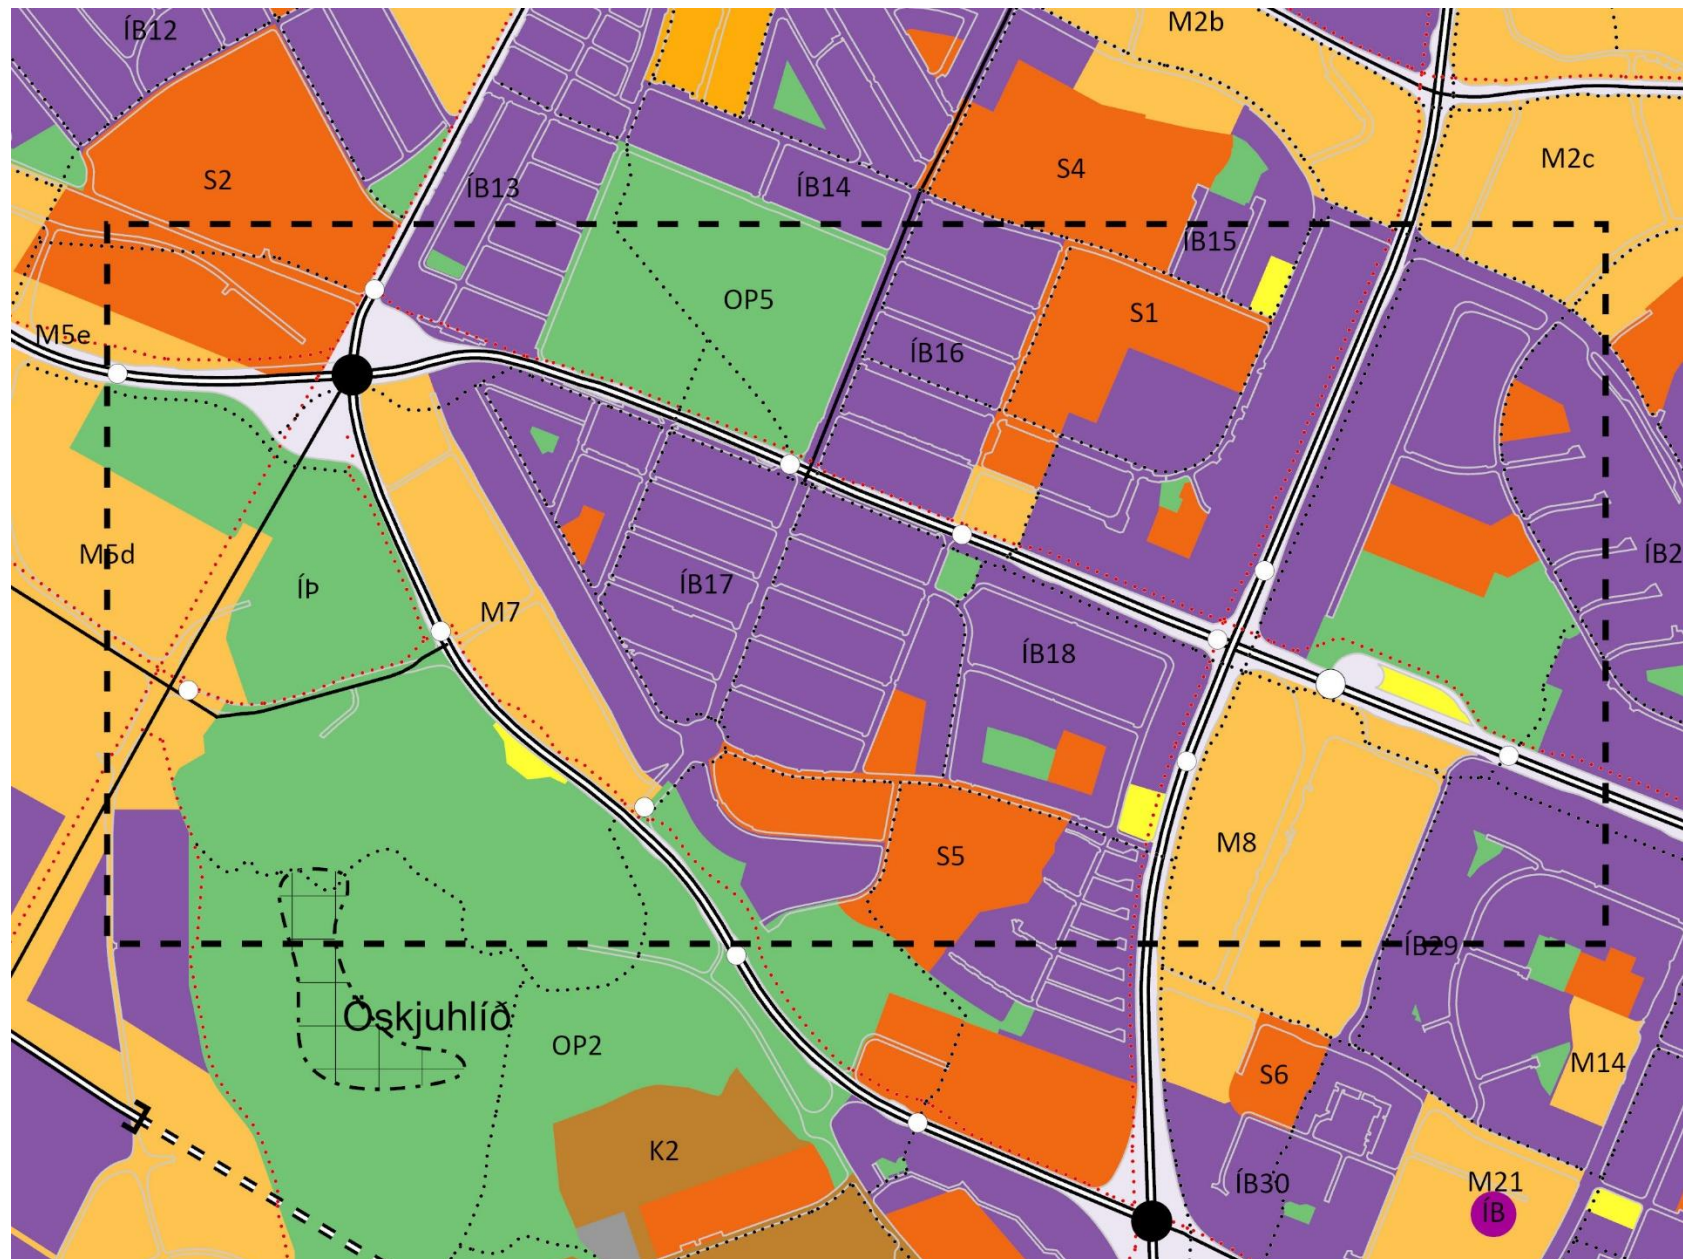 M2b
ÍB12
M2c
S4
S2
ÍB13
ÍB14
ÍB15
OP5
S1
M5e
ÍB16
M5d
ÍB2
ÍB17
ÍÞ
M7
ÍB18
M8
S5
ÍB29
Öskjuhlíð
OP2
M14
S6
K2
ÍB30
M21
ÍB